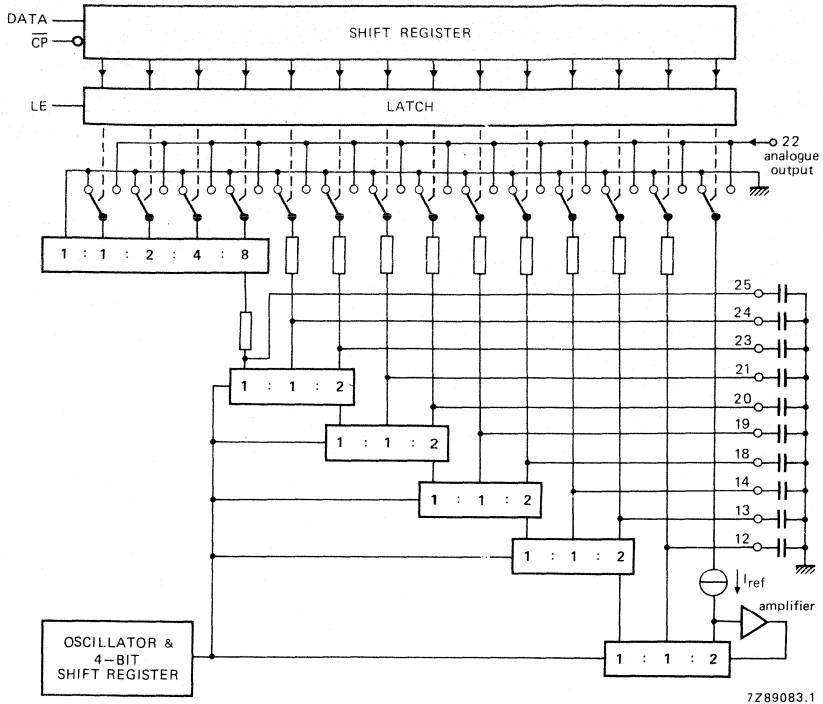 DATA
CP
SHIFT REGISTER
LE
LATCH
22
analogue
output
1 : 1 : 2 : 4 : 8
25
24
23
21
20
19
18
14
13
12
1 : 1 : 2
1 : 1 : 2
1 : 1 : 2
1 : 1 : 2
Iref
amplifier
OSCILLATOR &
4-BIT
SHIFT REGISTER
1 : 1 : 2
7Z89083.1